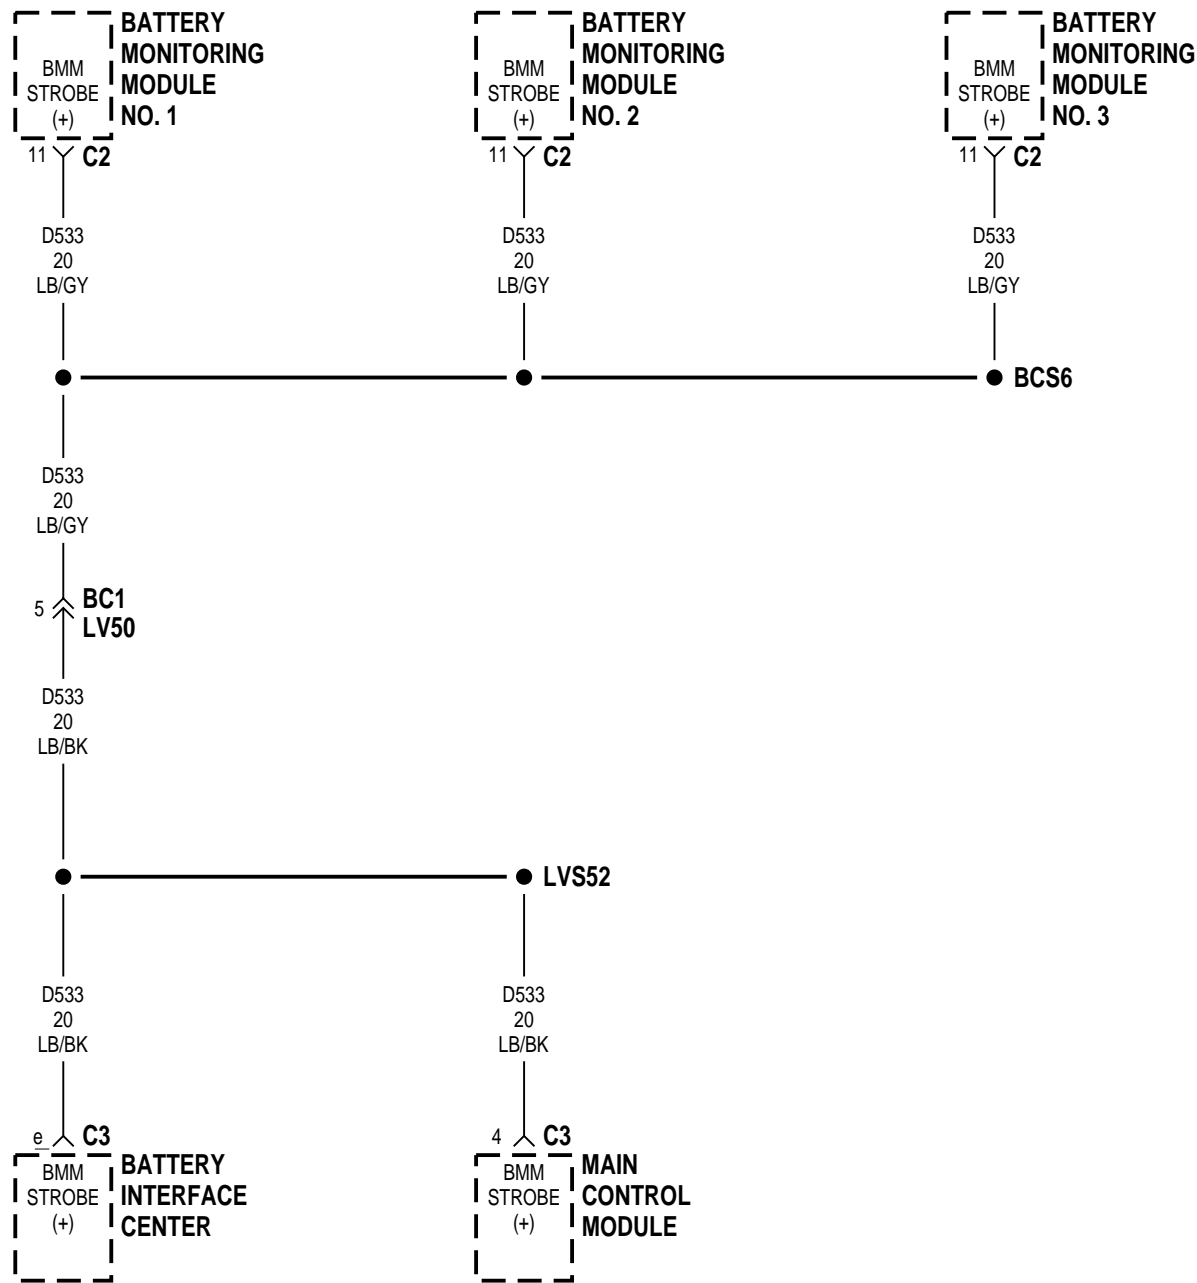 BATTERY
MONITORING
MODULE
NO. 1
BMM
STROBE
(+)
11
C2
BATTERY
MONITORING
MODULE
NO. 2
BMM
STROBE
(+)
11
C2
BATTERY
MONITORING
MODULE
NO. 3
BMM
STROBE
(+)
11
C2
D533
20
LB/GY
D533
20
LB/GY
D533
20
LB/GY
BCS6
D533
20
LB/GY
5
BC1
LV50
D533
20
LB/BK
LVS52
D533
20
LB/BK
D533
20
LB/BK
e
C3
BMM
STROBE
(+)
BATTERY
INTERFACE
CENTER
4
C3
BMM
STROBE
(+)
MAIN
CONTROL
MODULE